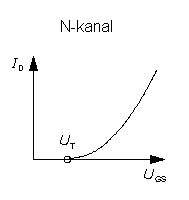 N-kanal
I_D
U_T
U_GS